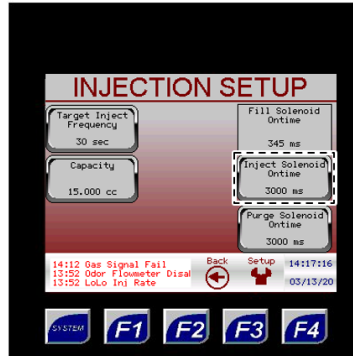 INJECTION SETUP
Target Inject
Frequency
30 sec
Capacity
15.000 cc
Fill Solenoid
Ontime
345 ms
Inject Solenoid
Ontime
3000 ms
Purge Solenoid
Ontime
3000 ms
14:12 Gas Signal Fail
13:52 Odor Flowmeter Disal
13:52 LoLo Inj Rate
Back
Setup
14:17:16
03/13/20
SYSTEM
F1
F2
F3
F4